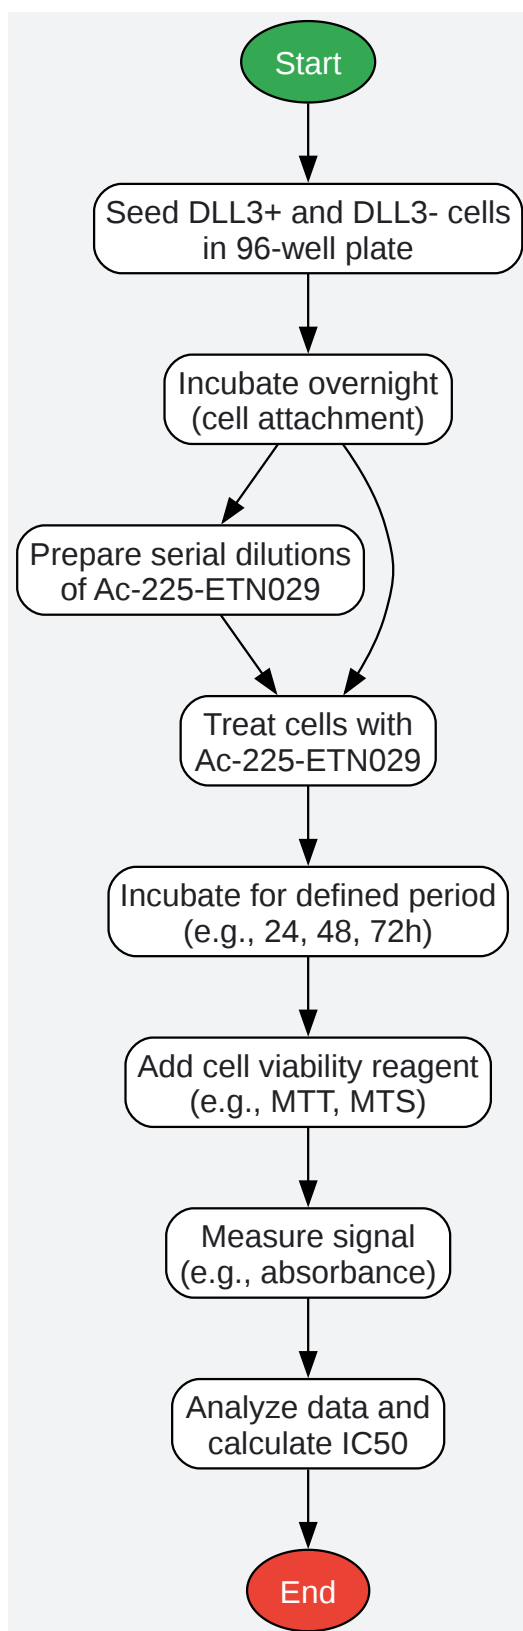 Start
Seed DLL3+ and DLL3- cells
in 96-well plate
Incubate overnight
(cell attachment)
Prepare serial dilutions
of Ac-225-ETN029
Treat cells with
Ac-225-ETN029
Incubate for defined period
(e.g., 24, 48, 72h)
Add cell viability reagent
(e.g., MTT, MTS)
Measure signal
(e.g., absorbance)
Analyze data and
calculate IC50
End